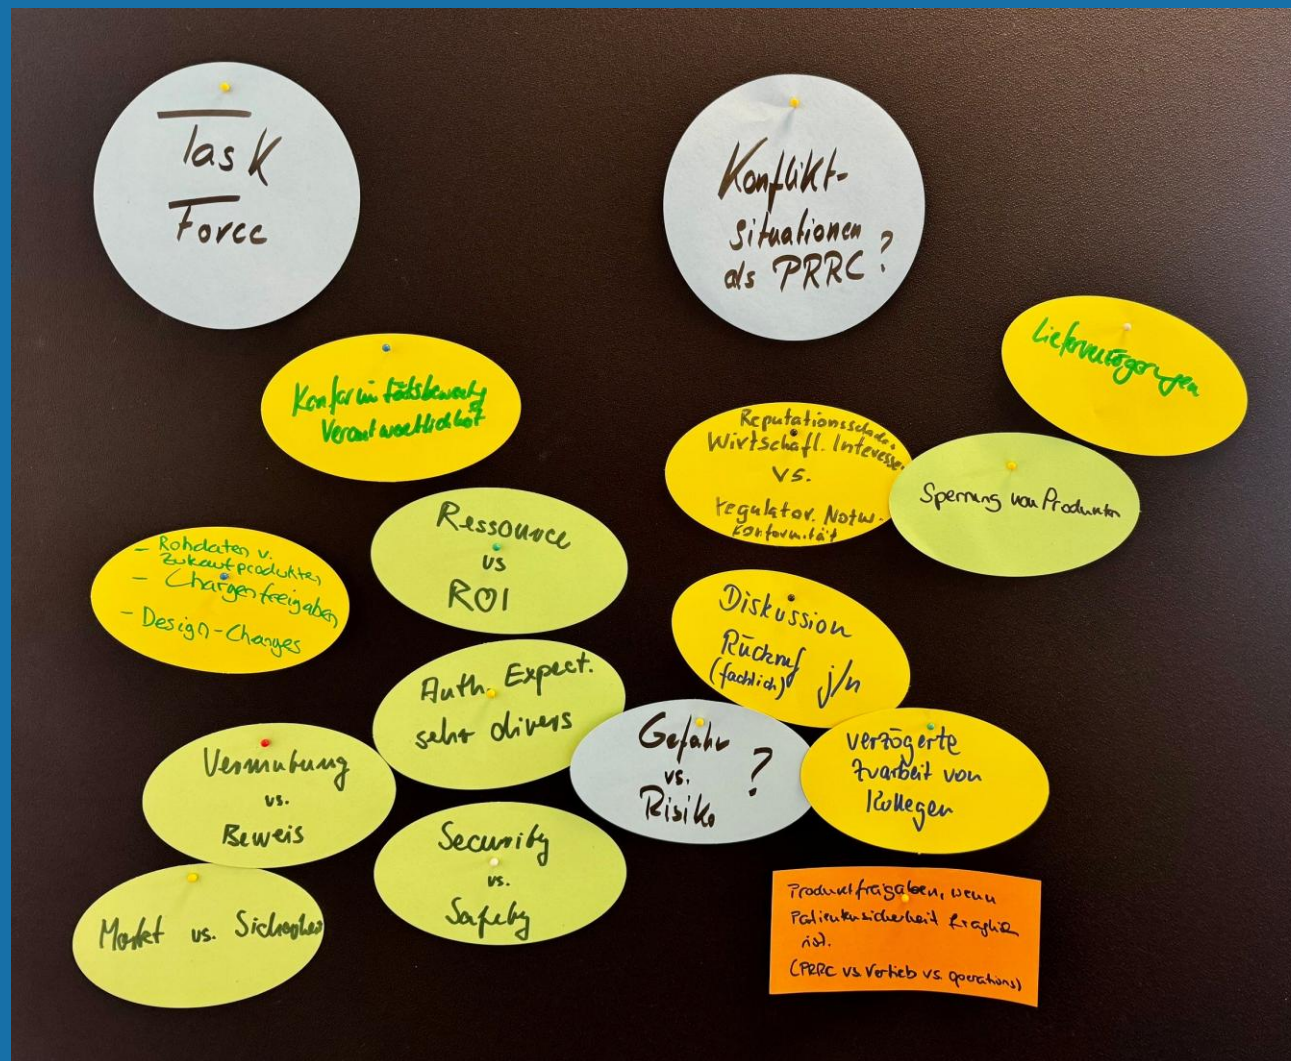 Task
Force
Konflikt-
situationen
als PRRC?
Konformitätsbewertg
Verantwortlichkeit
Lieferverzögerungen
Reputationsschaden
Wirtschaftl. Interesse
vs.
regulator. Notw.
Konformität
Sperrung von Produkten
Ressource
vs
ROI
- Rohdaten v.
Zukaufprodukten
- Chargenfreigaben
- Design-Changes
Diskussion
Rückruf j/n
(fachlich)
Auth. Expect.
sehr divers
Gefahr
vs.
Risiko ?
verzögerte
Zuarbeit von
Kollegen
Vermutung
vs.
Beweis
Security
vs.
Safety
Markt vs. Sicherheit
Produktfreigaben, wenn
Patientensicherheit fraglich
ist.
(PRRC vs. Vertrieb vs. operations)